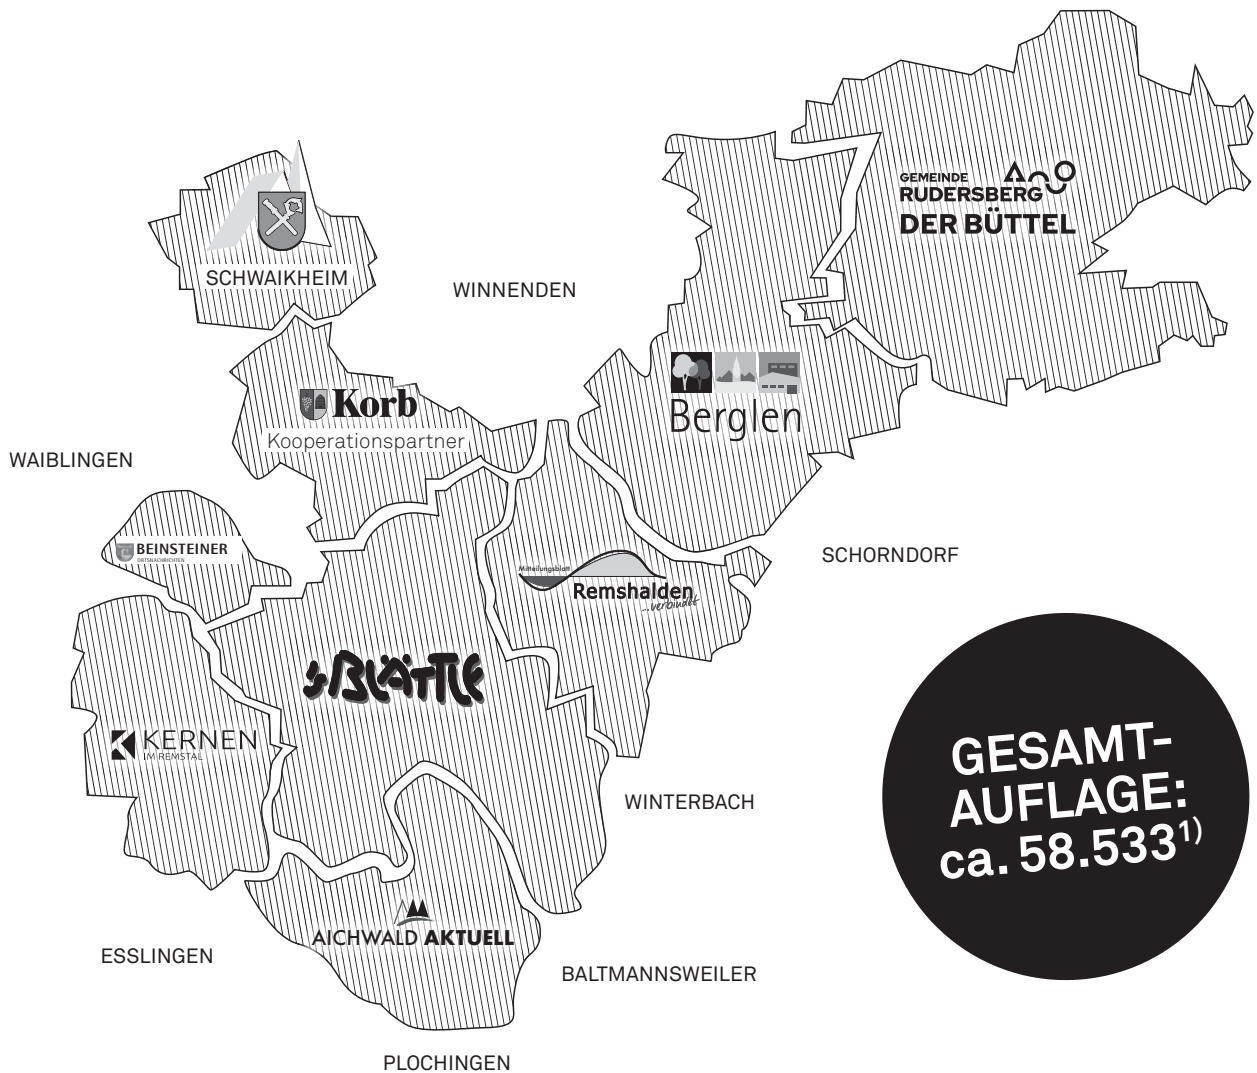 GEMEINDE
RUDERSBERG
DER BÜTTEL
SCHWAIKHEIM
WINNENDEN
Korb
Kooperationspartner
Berglen
WAIBLINGEN
BEINSTEINER
ORTSNACHRICHTEN
SCHORNDORF
Mitteilungsblatt
Remshalden
...verbindet
's BLÄTTLE
KERNEN
IM REMSTAL
GESAMT-
AUFLAGE:
ca. 58.533¹⁾
WINTERBACH
AICHWALD AKTUELL
ESSLINGEN
BALTMANNSWEILER
PLOCHINGEN